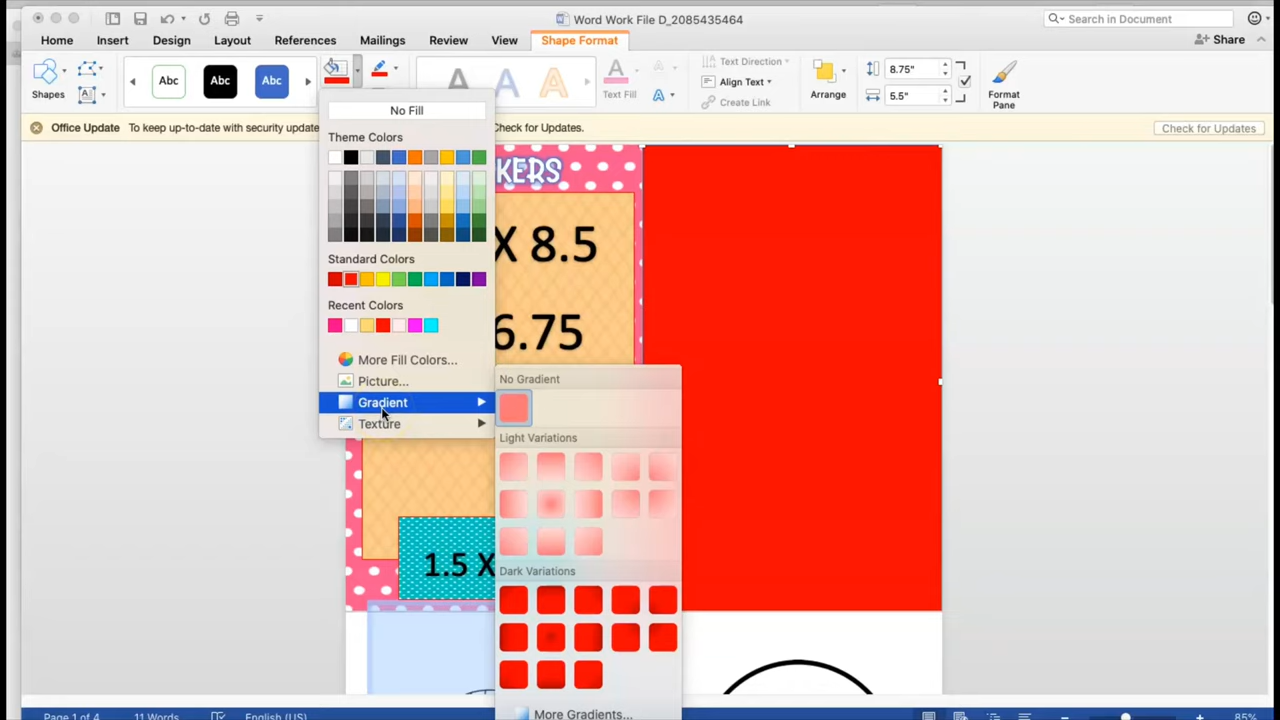 Word Work File D_2085435464
Search in Document
Home Insert Design Layout References Mailings Review View Shape Format
Share
Shapes
Abc Abc Abc
Text Fill
Text Direction
Align Text
Create Link
Arrange
8.75"
5.5"
Format
Pane
Office Update To keep up-to-date with security update
Check for Updates.
Check for Updates
No Fill
Theme Colors
Standard Colors
Recent Colors
More Fill Colors...
Picture...
Gradient
Texture
No Gradient
Light Variations
Dark Variations
More Gradients...
KERS
X 8.5
6.75
1.5 X
Page 1 of 4 11 Words English (US) 85%